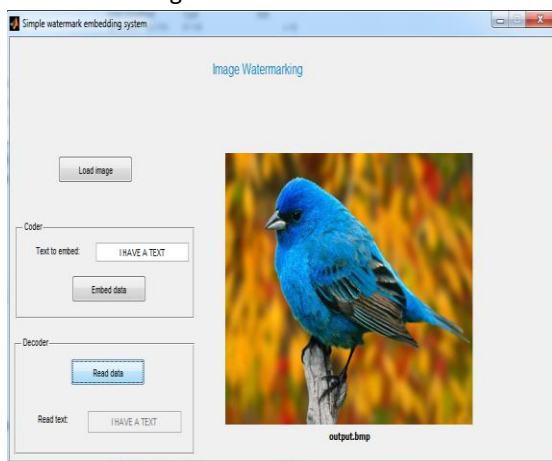 Simple watermark embedding system
Image Watermarking
Load image
Coder
Text to embed: I HAVE A TEXT
Embed data
Decoder
Read data
Read text: I HAVE A TEXT
output.bmp